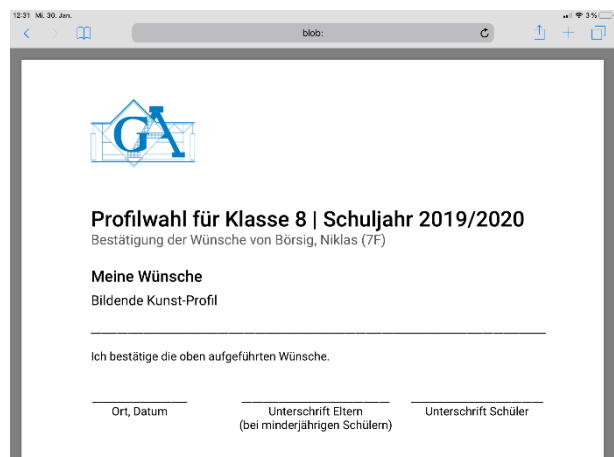 12:31 Mi. 30. Jan.
3 %
blob:
GA
Profilwahl für Klasse 8 | Schuljahr 2019/2020
Bestätigung der Wünsche von Börsig, Niklas (7F)
Meine Wünsche
Bildende Kunst-Profil
Ich bestätige die oben aufgeführten Wünsche.
Ort, Datum
Unterschrift Eltern
(bei minderjährigen Schülern)
Unterschrift Schüler